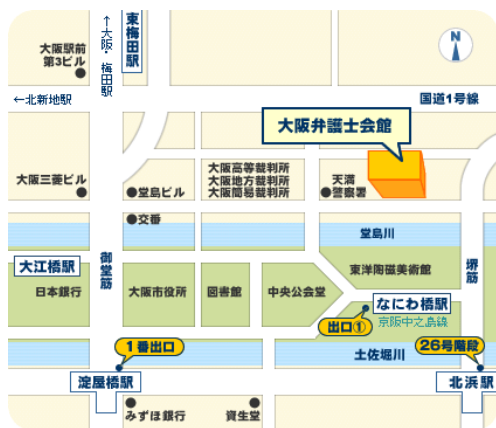 東梅田駅
↑大阪・梅田駅
大阪駅前
第3ビル
N
←北新地駅
国道1号線
大阪弁護士会館
大阪三菱ビル
堂島ビル
大阪高等裁判所
大阪地方裁判所
大阪簡易裁判所
天満
警察署
交番
堂島川
大江橋駅
御堂筋
東洋陶磁美術館
堺筋
日本銀行
大阪市役所
図書館
中央公会堂
なにわ橋駅
京阪中之島線
出口①
1番出口
土佐堀川
26号階段
淀屋橋駅
北浜駅
みずほ銀行
資生堂